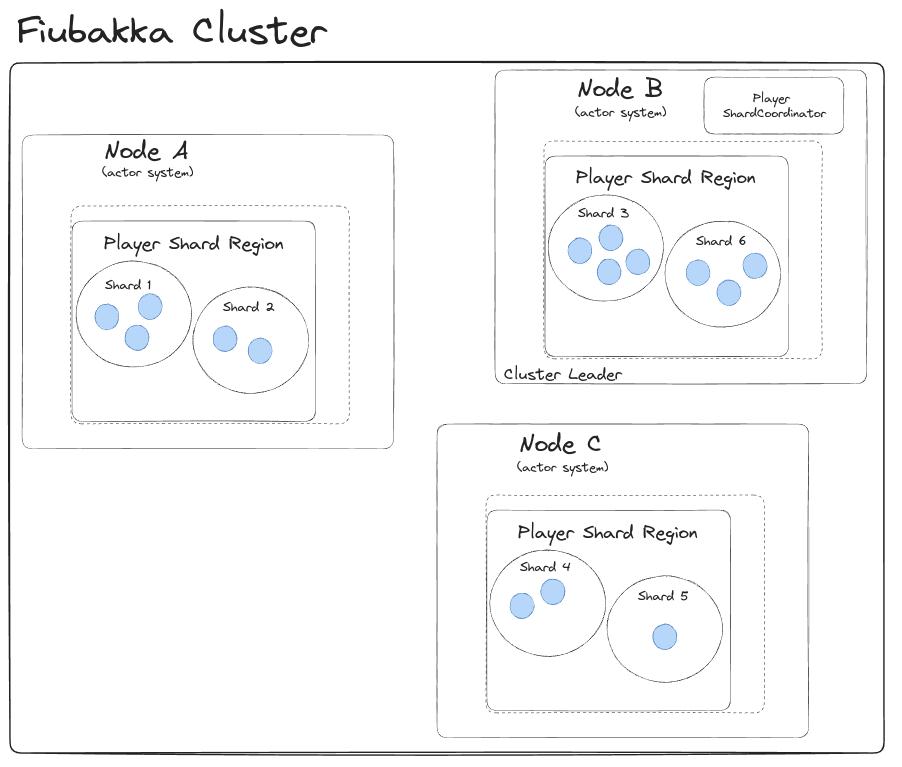 Fiubakka Cluster
Node A
(actor system)
Player Shard Region
Shard 1
Shard 2
Node B
(actor system)
Player
ShardCoordinator
Player Shard Region
Shard 3
Shard 6
Cluster Leader
Node C
(actor system)
Player Shard Region
Shard 4
Shard 5